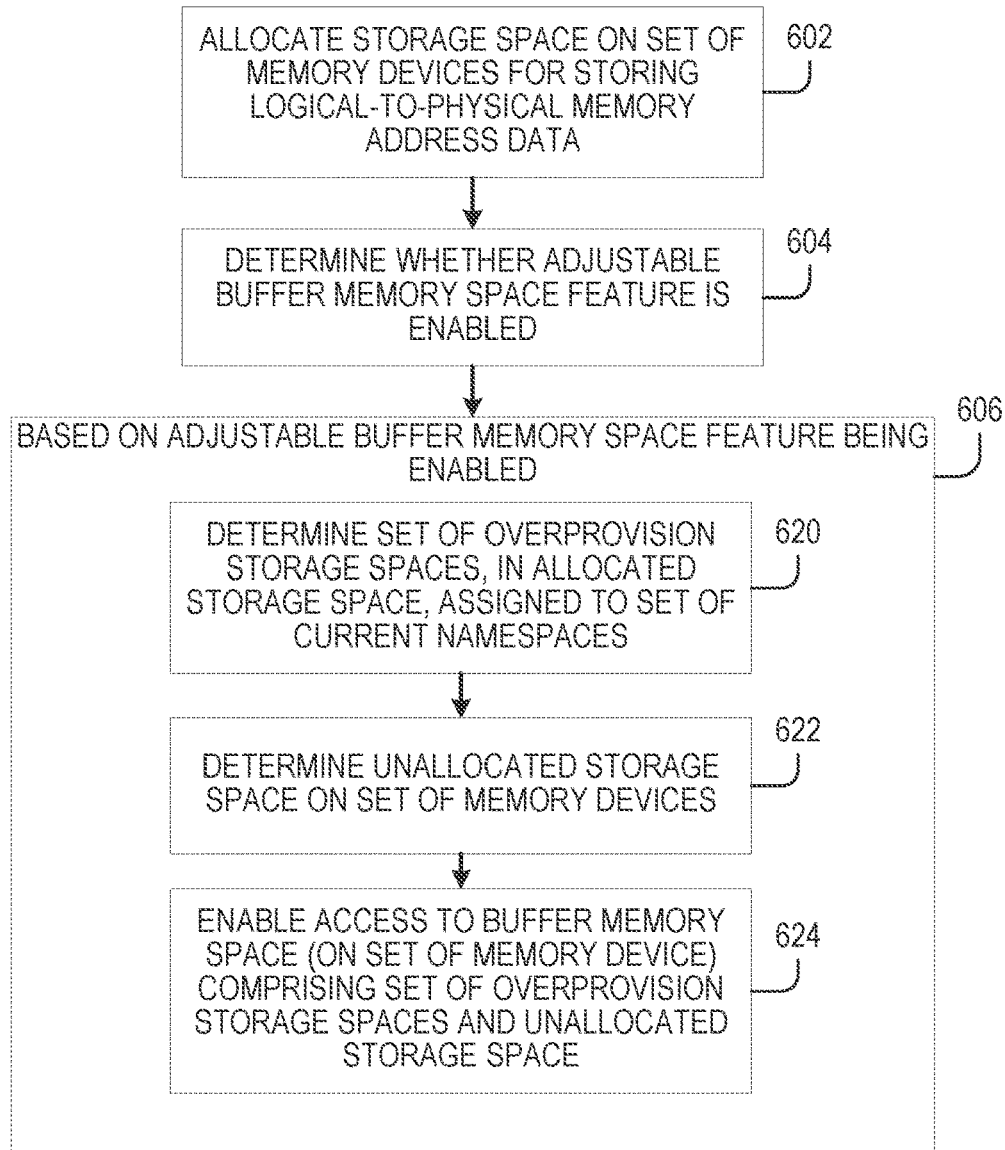 ALLOCATE STORAGE SPACE ON SET OF
MEMORY DEVICES FOR STORING
LOGICAL-TO-PHYSICAL MEMORY
ADDRESS DATA
602
DETERMINE WHETHER ADJUSTABLE
BUFFER MEMORY SPACE FEATURE IS
ENABLED
604
BASED ON ADJUSTABLE BUFFER MEMORY SPACE FEATURE BEING
ENABLED
606
DETERMINE SET OF OVERPROVISION
STORAGE SPACES, IN ALLOCATED
STORAGE SPACE, ASSIGNED TO SET OF
CURRENT NAMESPACES
620
DETERMINE UNALLOCATED STORAGE
SPACE ON SET OF MEMORY DEVICES
622
ENABLE ACCESS TO BUFFER MEMORY
SPACE (ON SET OF MEMORY DEVICE)
COMPRISING SET OF OVERPROVISION
STORAGE SPACES AND UNALLOCATED
STORAGE SPACE
624